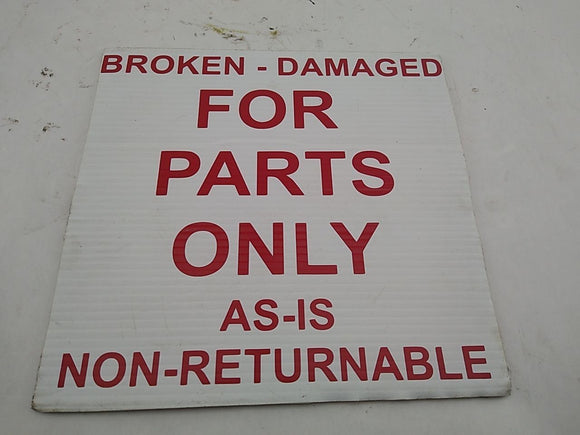 BROKEN - DAMAGED
FOR
PARTS
ONLY
AS-IS
NON-RETURNABLE